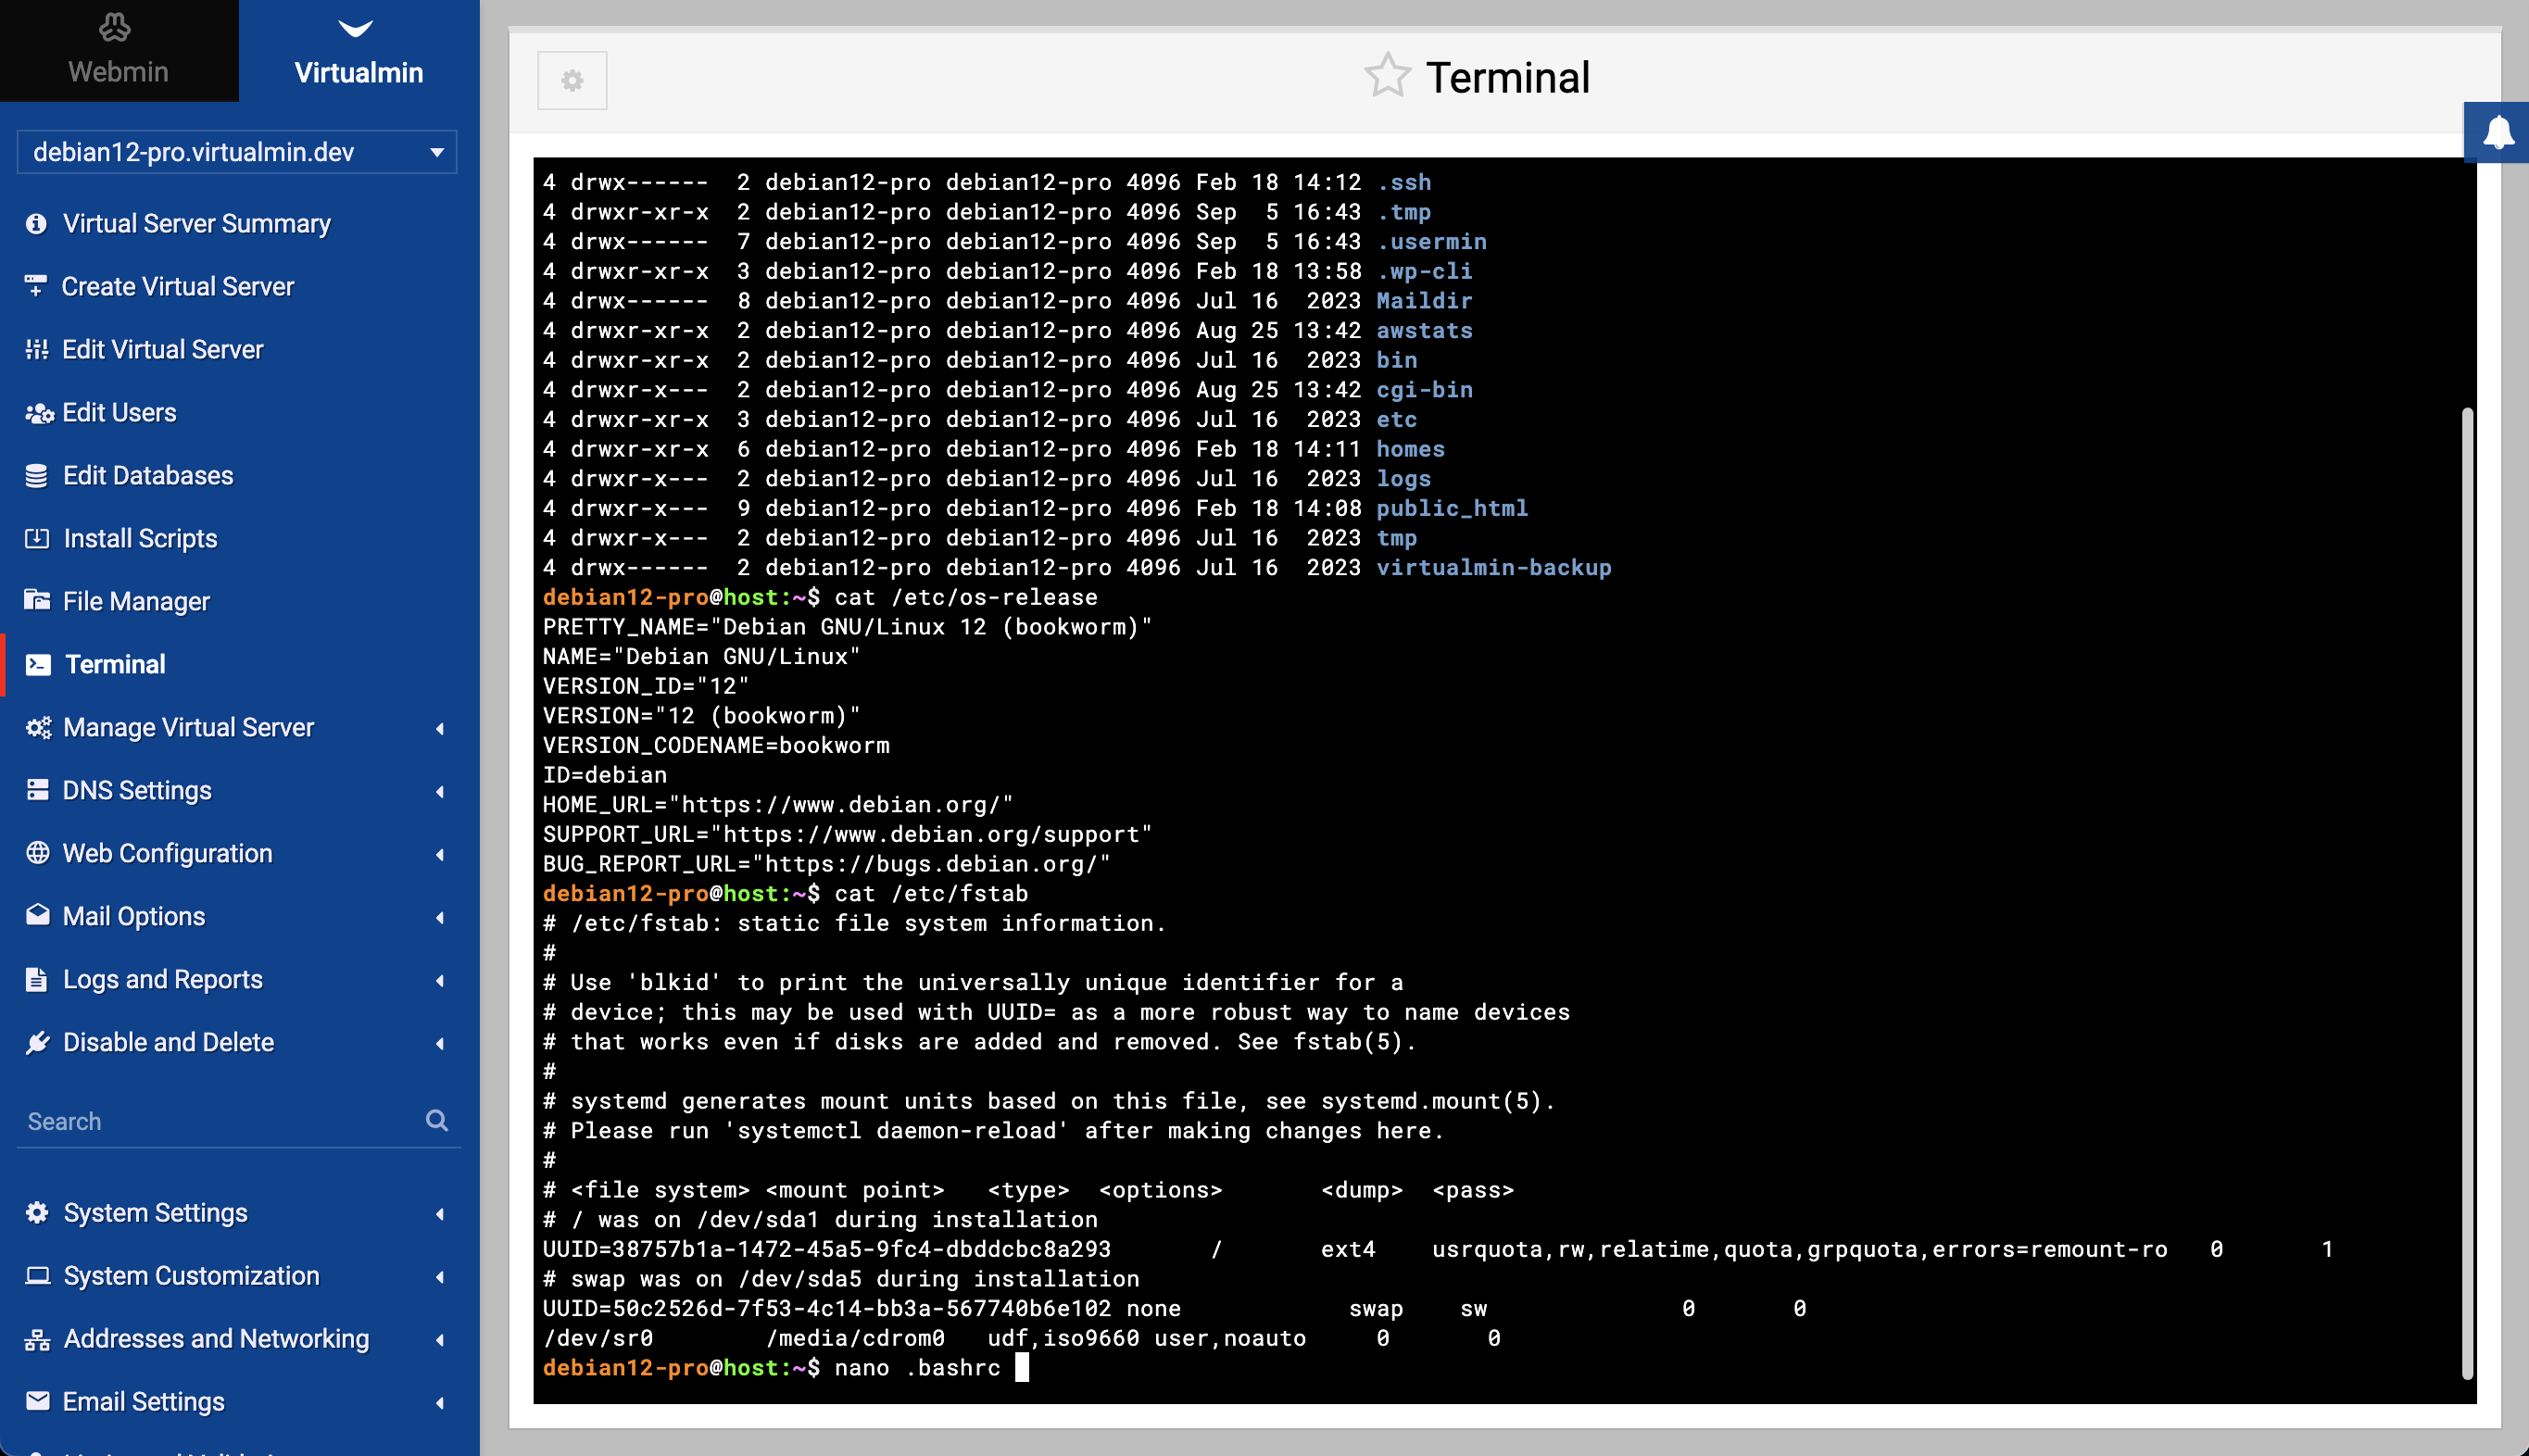 Webmin
Virtualmin
debian12-pro.virtualmin.dev
Virtual Server Summary
Create Virtual Server
Edit Virtual Server
Edit Users
Edit Databases
Install Scripts
File Manager
Terminal
Manage Virtual Server
DNS Settings
Web Configuration
Mail Options
Logs and Reports
Disable and Delete
Search
System Settings
System Customization
Addresses and Networking
Email Settings
Terminal
4 drwx------  2 debian12-pro debian12-pro 4096 Feb 18 14:12 .ssh
4 drwxr-xr-x  2 debian12-pro debian12-pro 4096 Sep  5 16:43 .tmp
4 drwx------  7 debian12-pro debian12-pro 4096 Sep  5 16:43 .usermin
4 drwxr-xr-x  3 debian12-pro debian12-pro 4096 Feb 18 13:58 .wp-cli
4 drwx------  8 debian12-pro debian12-pro 4096 Jul 16  2023 Maildir
4 drwxr-xr-x  2 debian12-pro debian12-pro 4096 Aug 25 13:42 awstats
4 drwxr-xr-x  2 debian12-pro debian12-pro 4096 Jul 16  2023 bin
4 drwxr-x---  2 debian12-pro debian12-pro 4096 Aug 25 13:42 cgi-bin
4 drwxr-xr-x  3 debian12-pro debian12-pro 4096 Jul 16  2023 etc
4 drwxr-xr-x  6 debian12-pro debian12-pro 4096 Feb 18 14:11 homes
4 drwxr-x---  2 debian12-pro debian12-pro 4096 Jul 16  2023 logs
4 drwxr-x---  9 debian12-pro debian12-pro 4096 Feb 18 14:08 public_html
4 drwxr-x---  2 debian12-pro debian12-pro 4096 Jul 16  2023 tmp
4 drwx------  2 debian12-pro debian12-pro 4096 Jul 16  2023 virtualmin-backup
debian12-pro@host:~$ cat /etc/os-release
PRETTY_NAME="Debian GNU/Linux 12 (bookworm)"
NAME="Debian GNU/Linux"
VERSION_ID="12"
VERSION="12 (bookworm)"
VERSION_CODENAME=bookworm
ID=debian
HOME_URL="https://www.debian.org/"
SUPPORT_URL="https://www.debian.org/support"
BUG_REPORT_URL="https://bugs.debian.org/"
debian12-pro@host:~$ cat /etc/fstab
# /etc/fstab: static file system information.
#
# Use 'blkid' to print the universally unique identifier for a
# device; this may be used with UUID= as a more robust way to name devices
# that works even if disks are added and removed. See fstab(5).
#
# systemd generates mount units based on this file, see systemd.mount(5).
# Please run 'systemctl daemon-reload' after making changes here.
#
# <file system> <mount point>   <type>  <options>       <dump>  <pass>
# / was on /dev/sda1 during installation
UUID=38757b1a-1472-45a5-9fc4-dbddcbc8a293       /       ext4    usrquota,rw,relatime,quota,grpquota,errors=remount-ro   0       1
# swap was on /dev/sda5 during installation
UUID=50c2526d-7f53-4c14-bb3a-567740b6e102 none            swap    sw              0       0
/dev/sr0        /media/cdrom0   udf,iso9660 user,noauto     0       0
debian12-pro@host:~$ nano .bashrc